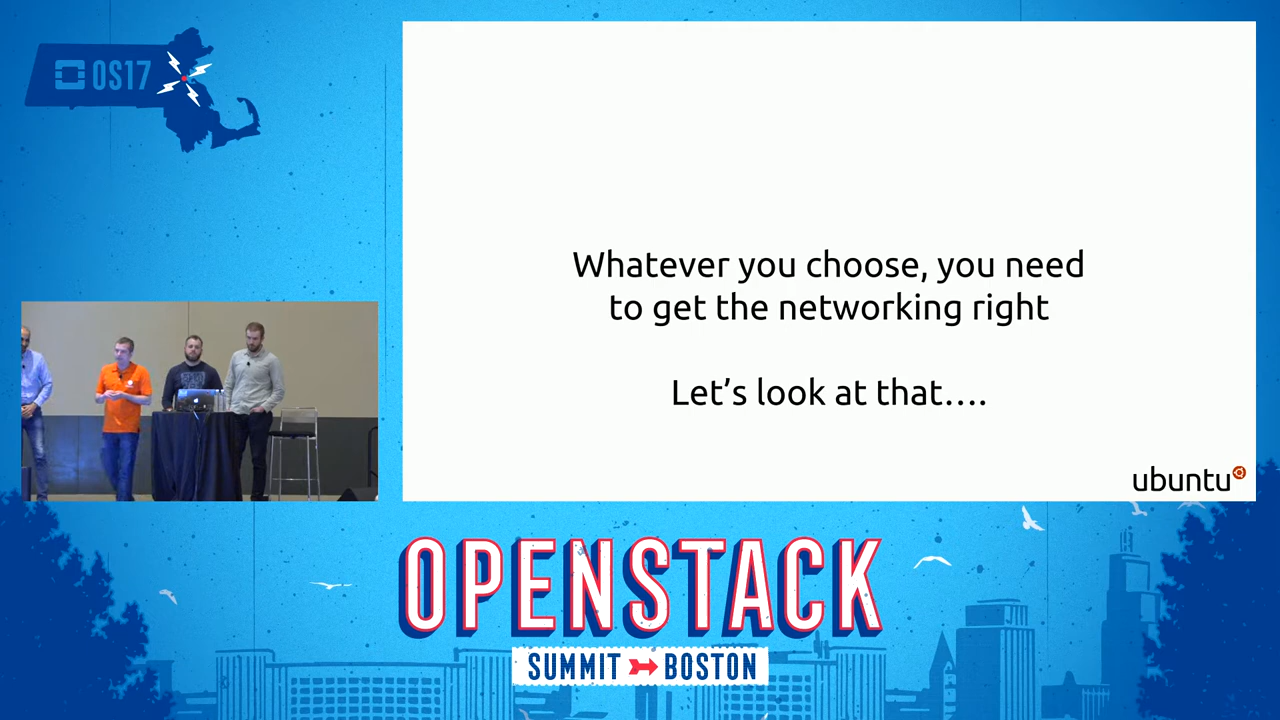 OS17
Whatever you choose, you need
to get the networking right
Let’s look at that….
ubuntu
OPENSTACK
SUMMIT BOSTON